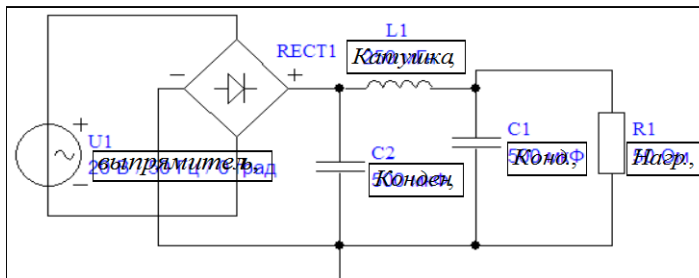 L1
RECT1
Катушка,
− +
+
U1
выпрямитель,
−
C2
Конден,
C1
Конд.,
R1
Нагр.,